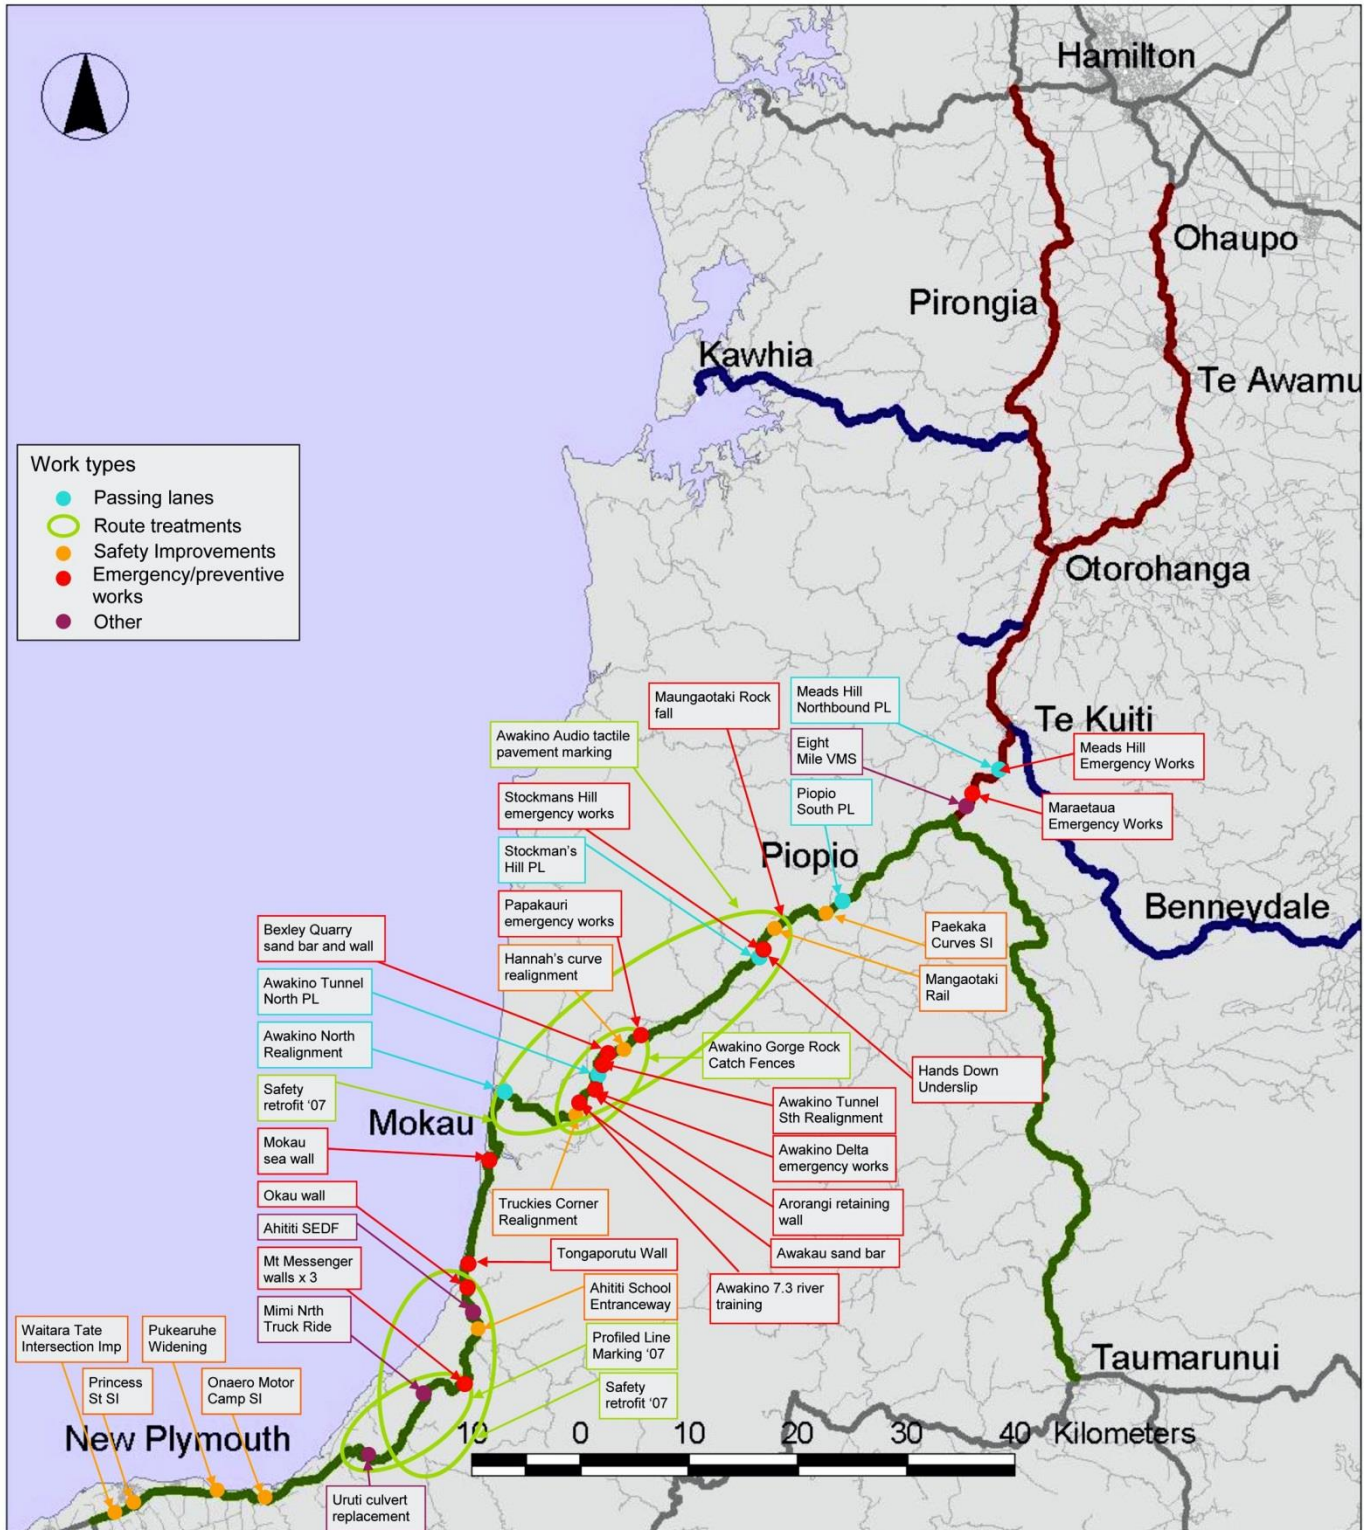 Hamilton
Ohaupo
Pirongia
Kawhia
Te Awamu
Work types
Passing lanes
Route treatments
Safety Improvements
Emergency/preventive
works
Other
Otorohanga
Maungaotaki Rock
fall
Meads Hill
Northbound PL
Te Kuiti
Awakino Audio tactile
pavement marking
Eight
Mile VMS
Meads Hill
Emergency Works
Stockmans Hill
emergency works
Piopio
South PL
Maraetaua
Emergency Works
Stockman's
Hill PL
Piopio
Papakauri
emergency works
Benneydale
Bexley Quarry
sand bar and wall
Hannah's curve
realignment
Paekaka
Curves SI
Awakino Tunnel
North PL
Mangaotaki
Rail
Awakino North
Realignment
Awakino Gorge Rock
Catch Fences
Hands Down
Underslip
Safety
retrofit '07
Awakino Tunnel
Sth Realignment
Mokau
Mokau
sea wall
Awakino Delta
emergency works
Okau wall
Truckies Corner
Realignment
Arorangi retaining
wall
Ahititi SEDF
Tongaporutu Wall
Awakau sand bar
Mt Messenger
walls x 3
Ahititi School
Entranceway
Awakino 7.3 river
training
Mimi Nrth
Truck Ride
Waitara Tate
Intersection Imp
Pukearuhe
Widening
Profiled Line
Marking '07
Taumarunui
Princess
St SI
Onaero Motor
Camp SI
Safety
retrofit '07
New Plymouth
10 0 10 20 30 40 Kilometers
Uruti culvert
replacement